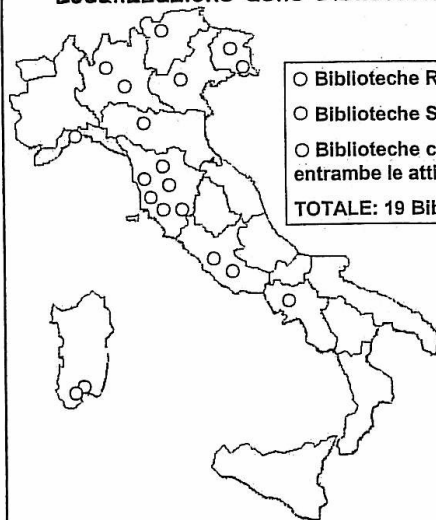 Biblioteche R
Biblioteche S
Biblioteche c
entrambe le atti
TOTALE: 19 Bib